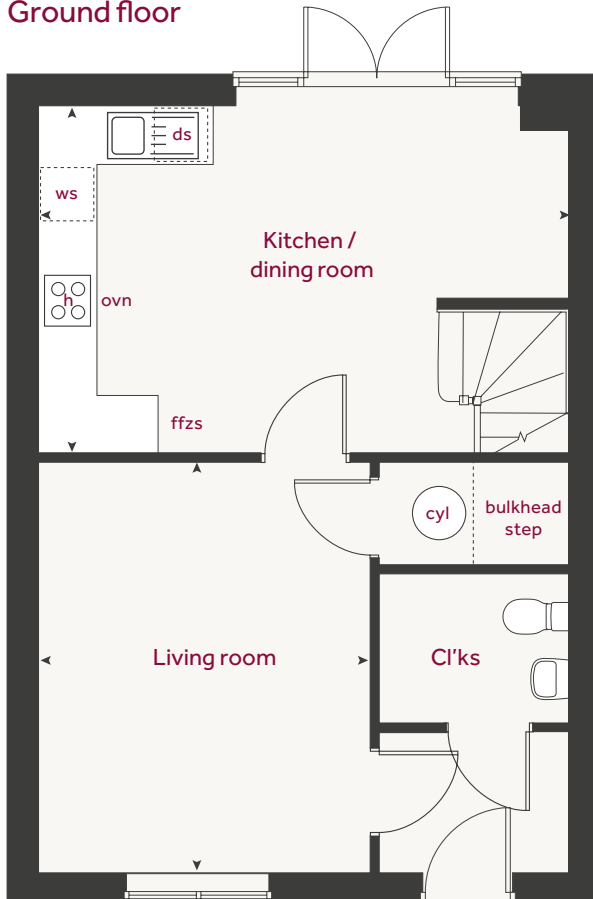 Ground floor
ds
ws
Kitchen /
dining room
h
ovn
ffzs
cyl
bulkhead
step
Living room
Cl’ks